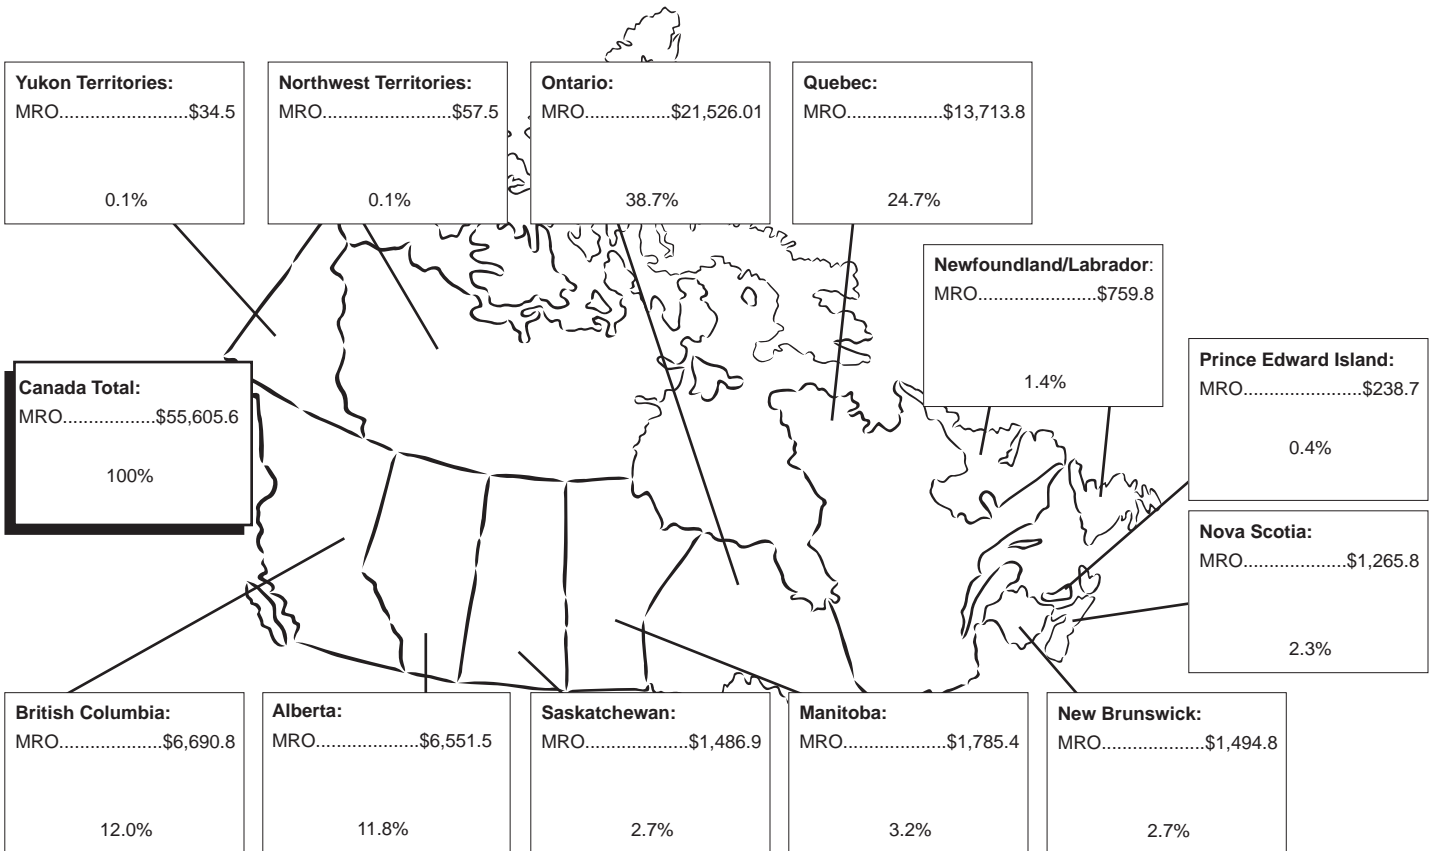 Yukon Territories:
MRO..........................$34.5
0.1%
Northwest Territories:
MRO..........................$57.5
0.1%
Ontario:
MRO.................$21,526.01
38.7%
Quebec:
MRO...................$13,713.8
24.7%
Newfoundland/Labrador:
MRO........................$759.8
1.4%
Prince Edward Island:
MRO........................$238.7
0.4%
Canada Total:
MRO...................$55,605.6
100%
Nova Scotia:
MRO.....................$1,265.8
2.3%
British Columbia:
MRO.....................$6,690.8
12.0%
Alberta:
MRO.....................$6,551.5
11.8%
Saskatchewan:
MRO.....................$1,486.9
2.7%
Manitoba:
MRO.....................$1,785.4
3.2%
New Brunswick:
MRO.....................$1,494.8
2.7%